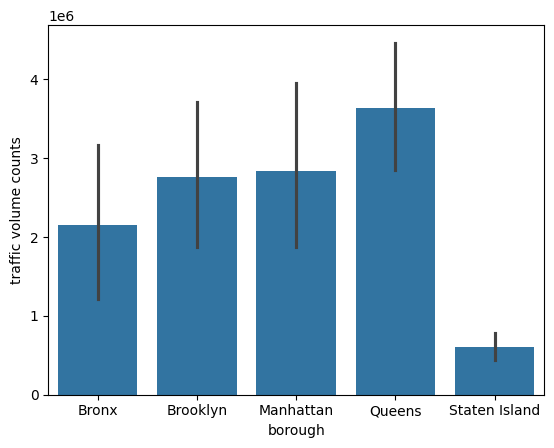 1e6
4
3
2
1
0
traffic volume counts
Bronx Brooklyn Manhattan Queens Staten Island
borough